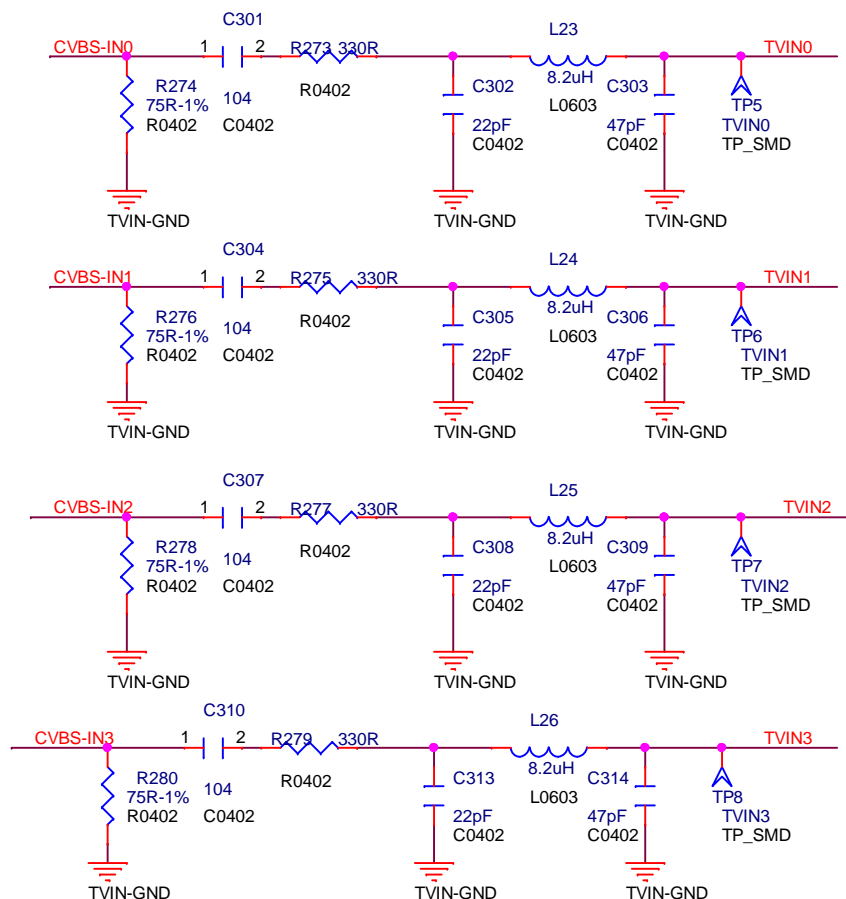 C301
L23
CVBS-IN0
1
2
R273 330R
TVIN0
R274
75R-1%
R0402
104
C0402
R0402
C302
22pF
C0402
8.2uH
L0603
C303
47pF
C0402
TP5
TVIN0
TP_SMD
TVIN-GND
TVIN-GND
TVIN-GND
C304
L24
CVBS-IN1
1
2
R275 330R
TVIN1
R276
75R-1%
R0402
104
C0402
R0402
C305
22pF
C0402
8.2uH
L0603
C306
47pF
C0402
TP6
TVIN1
TP_SMD
TVIN-GND
TVIN-GND
TVIN-GND
C307
L25
CVBS-IN2
1
2
R277 330R
TVIN2
R278
75R-1%
R0402
104
C0402
R0402
C308
22pF
C0402
8.2uH
L0603
C309
47pF
C0402
TP7
TVIN2
TP_SMD
TVIN-GND
TVIN-GND
TVIN-GND
C310
L26
CVBS-IN3
1
2
R279 330R
TVIN3
R280
75R-1%
R0402
104
C0402
R0402
C313
22pF
C0402
8.2uH
L0603
C314
47pF
C0402
TP8
TVIN3
TP_SMD
TVIN-GND
TVIN-GND
TVIN-GND